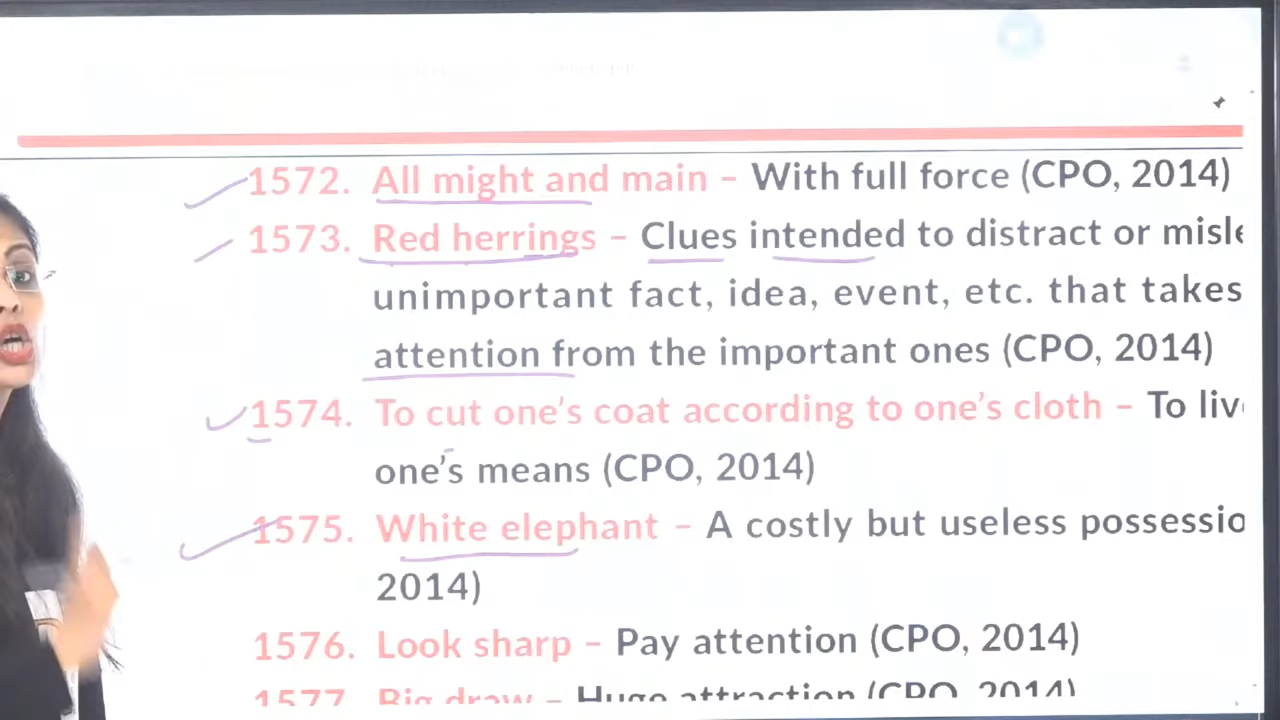 1572. All might and main – With full force (CPO, 2014)
1573. Red herrings – Clues intended to distract or misle
unimportant fact, idea, event, etc. that takes
attention from the important ones (CPO, 2014)
1574. To cut one's coat according to one's cloth – To liv
one's means (CPO, 2014)
1575. White elephant – A costly but useless possessio
2014)
1576. Look sharp – Pay attention (CPO, 2014)
1577. Big draw – Huge attraction (CPO, 2014)